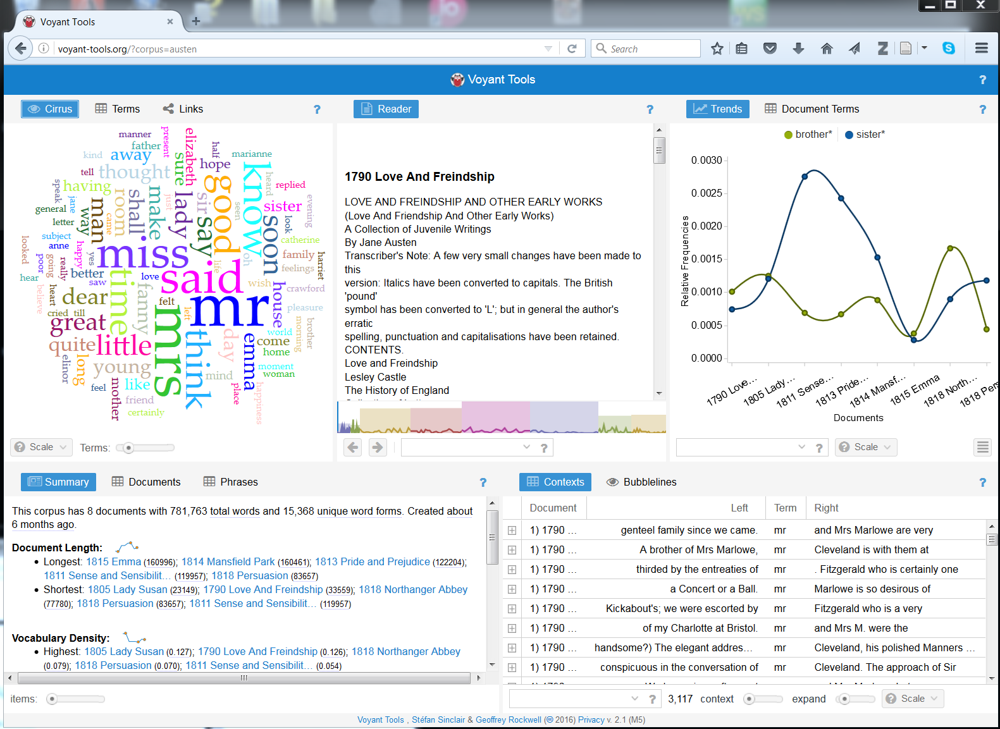 Voyant Tools
voyant-tools.org/?corpus=austen
Search
Voyant Tools
?
Cirrus
Terms
Links
?
manner
present
elizabeth
father
half
marianne
kind
away
sure
hope
know
tell
thought
good
heard
replied
speak
having
jane
room
shall
make
just
lady
sir
seen
sister
evening
general
way
man
came
say
soon
look
letter
subject
catherine
looked
anne
happy
miss
oh
family
harriet
poor
going
really
yes
better
life
feelings
hear
saw
love
said
wish
crawford
believe
heart
dear
time
fanny
felt
mr
house
pleasure
cried
till
left
great
mrs
world
morning
brother
quite
little
think
day
emma
come
home
elinor
long
young
mind
moment
woman
feel
mother
like
place
happiness
friend
certainly
Scale
Terms:
Reader
?
1790 Love And Freindship
LOVE AND FREINDSHIP AND OTHER EARLY WORKS
(Love And Friendship And Other Early Works)
A Collection of Juvenile Writings
By Jane Austen
Transcriber's Note: A few very small changes have been made to
this
version: Italics have been converted to capitals. The British
'pound'
symbol has been converted to 'L'; but in general the author's
erratic
spelling, punctuation and capitalisations have been retained.
CONTENTS.
Love and Freindship
Lesley Castle
The History of England
?
Trends
Document Terms
?
brother*
sister*
Relative Frequencies
0.0030
0.0025
0.0020
0.0015
0.0010
0.0005
0.0000
1790 Love…
1805 Lady…
1811 Sense…
1813 Pride…
1814 Mansf…
1815 Emma
1818 North…
1818 Pers
Documents
?
Scale
Summary
Documents
Phrases
?
This corpus has 8 documents with 781,763 total words and 15,368 unique word forms. Created about
6 months ago.
Document Length:
• Longest: 1815 Emma (160996); 1814 Mansfield Park (160461); 1813 Pride and Prejudice (122204);
1811 Sense and Sensibilit… (119957); 1818 Persuasion (83657)
• Shortest: 1805 Lady Susan (23149); 1790 Love And Freindship (33559); 1818 Northanger Abbey
(77780); 1818 Persuasion (83657); 1811 Sense and Sensibilit… (119957)
Vocabulary Density:
• Highest: 1805 Lady Susan (0.127); 1790 Love And Freindship (0.126); 1818 Northanger Abbey
(0.079); 1818 Persuasion (0.070); 1811 Sense and Sensibilit… (0.054)
items:
Contexts
Bubblelines
?
Document Left Term Right
1) 1790 … genteel family since we came. mr and Mrs Marlowe are very
1) 1790 … A brother of Mrs Marlowe, mr Cleveland is with them at
1) 1790 … thirded by the entreaties of mr . Fitzgerald who is certainly one
1) 1790 … a Concert or a Ball. mr Marlowe is so desirous of
1) 1790 … Kickabout's; we were escorted by mr Fitzgerald who is a very
1) 1790 … of my Charlotte at Bristol. mr and Mrs M. were the
1) 1790 … handsome?) The elegant addres… mr Cleveland, his polished Manners …
1) 1790 … conspicuous in the conversation of mr Cleveland. The approach of Sir
? 3,117 context expand Scale
Voyant Tools , Stéfan Sinclair & Geoffrey Rockwell (2016) Privacy v. 2.1 (M5)